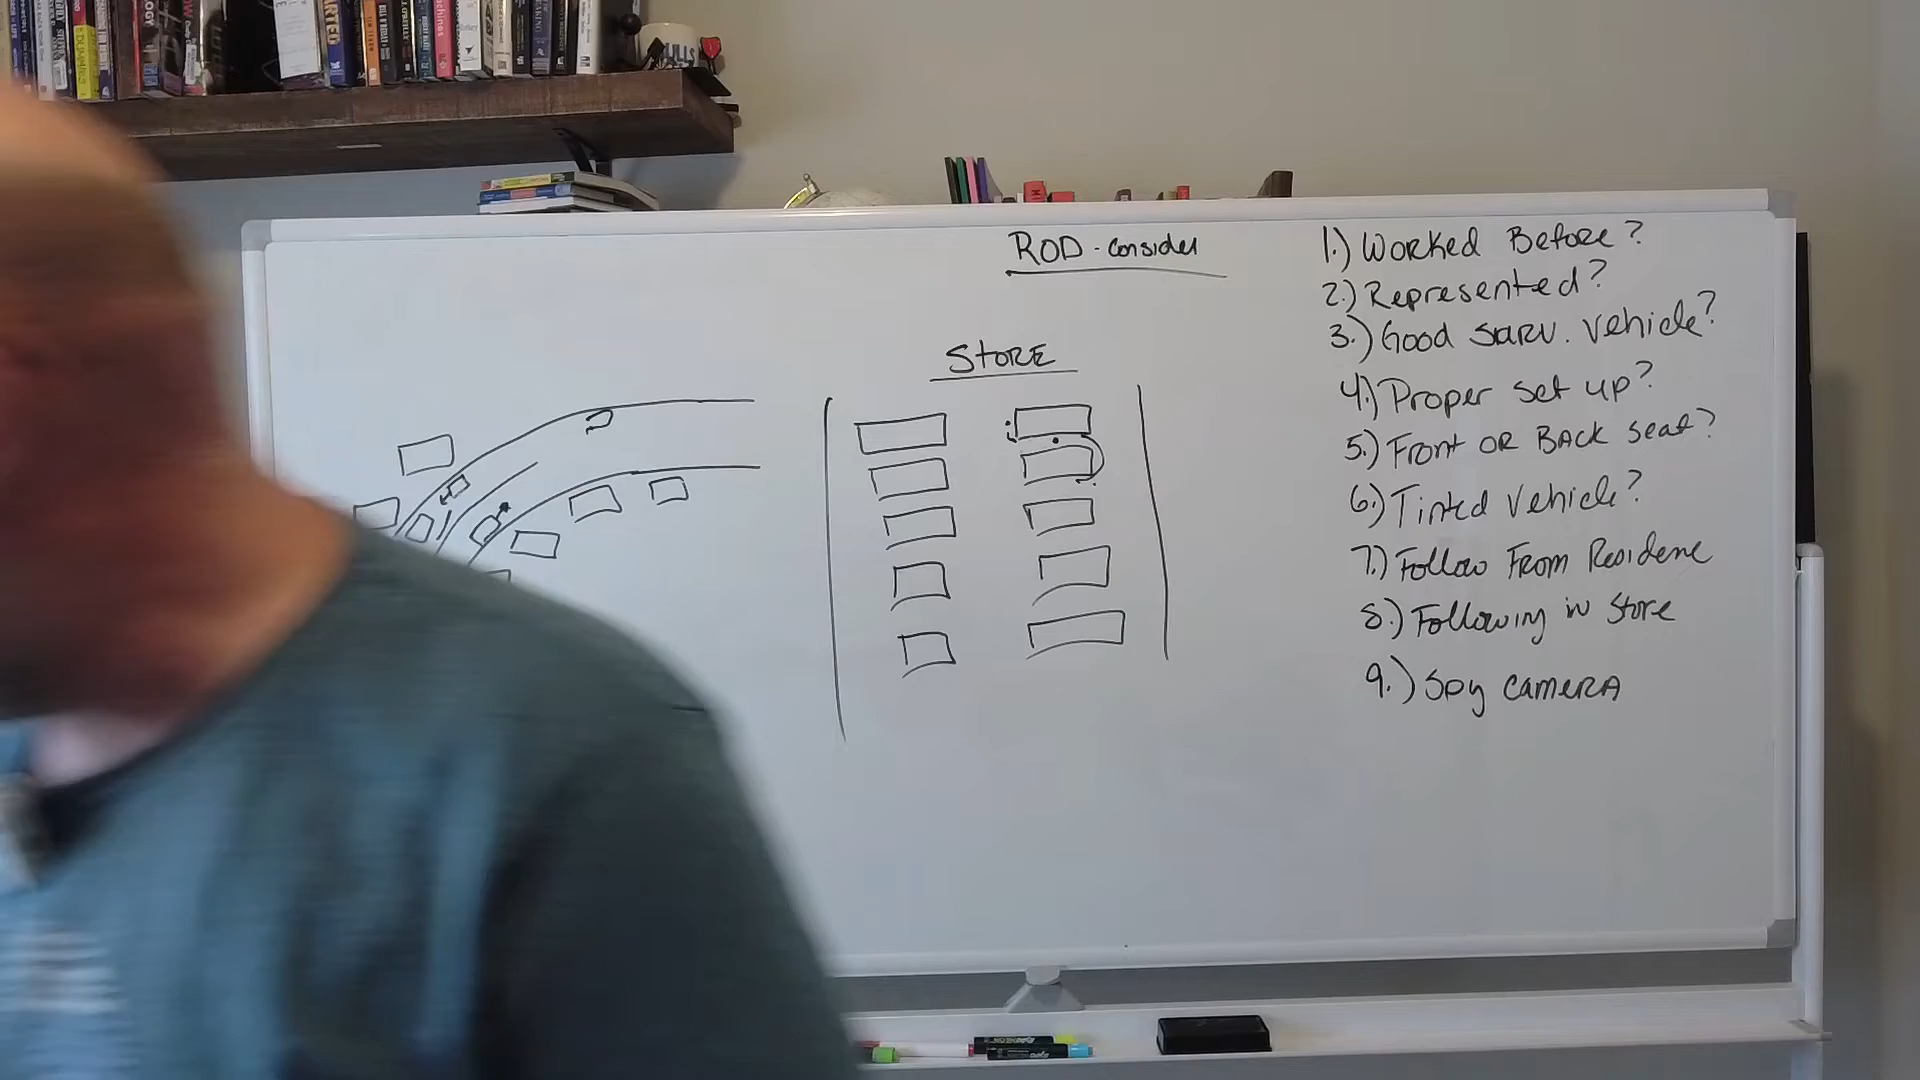 ROD - consider
STORE
1.) Worked Before?
2.) Represented?
3.) Good surv. vehicle?
4.) Proper set up?
5.) Front OR BACK seat?
6.) Tinted Vehicle?
7.) Follow From Residene
8.) Following in Store
9.) Spy camera